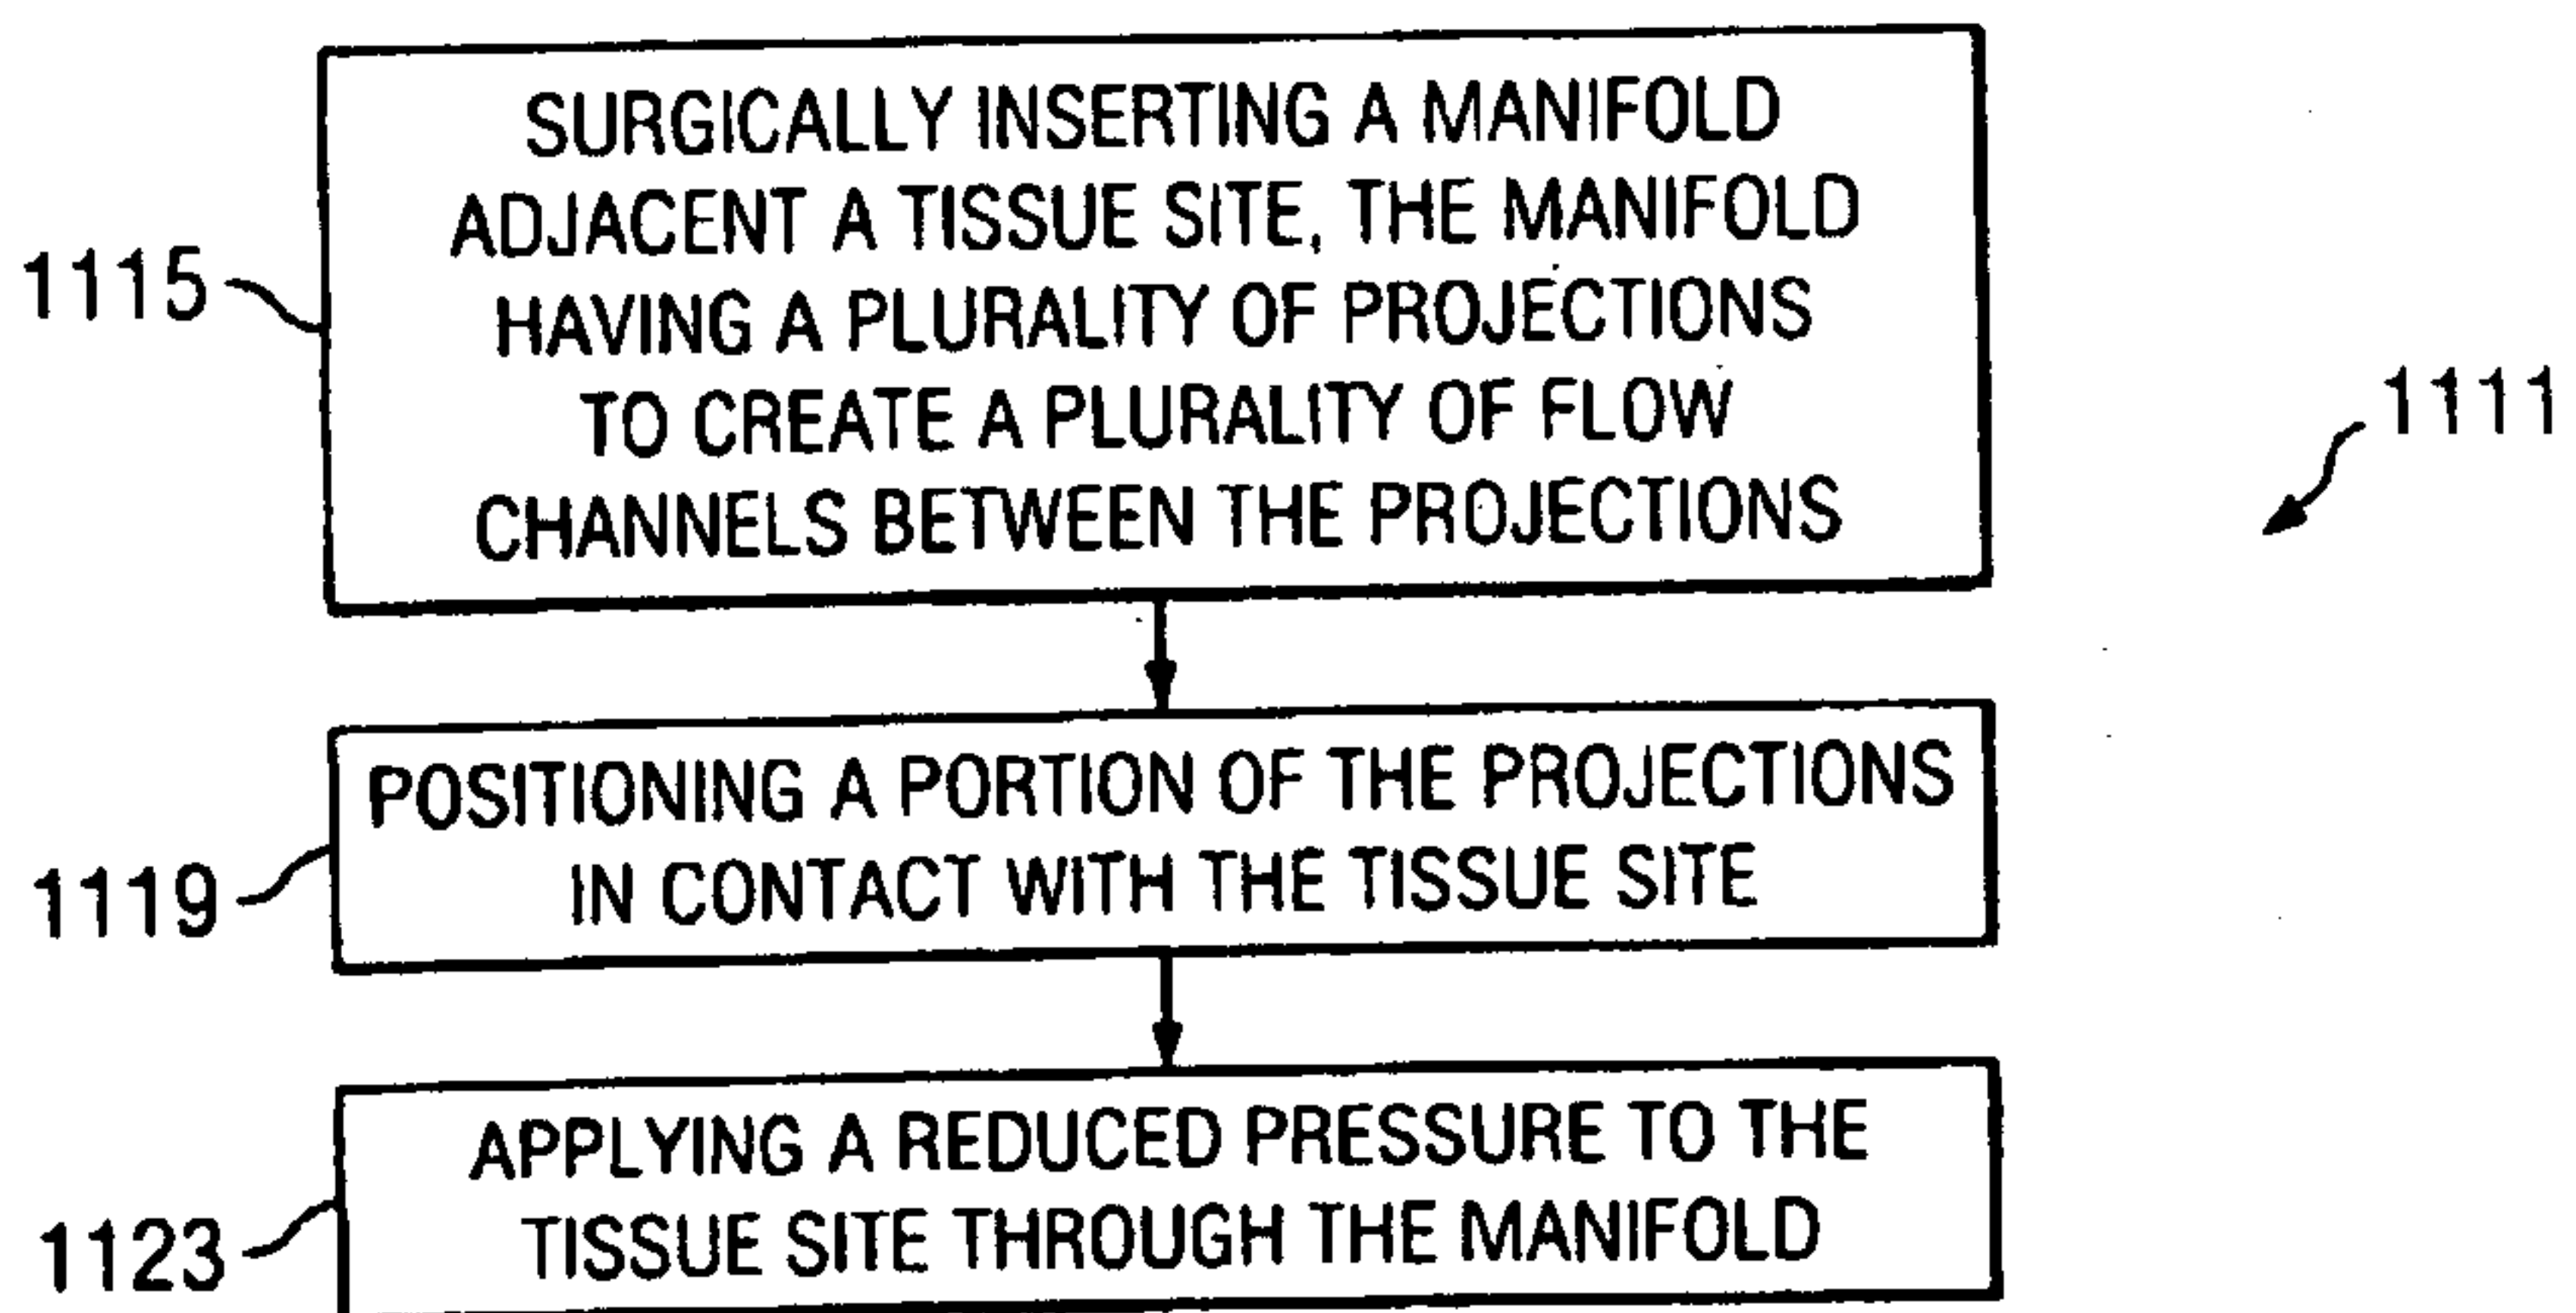 SURGICALLY INSERTING A MANIFOLD
ADJACENT A TISSUE SITE, THE MANIFOLD
HAVING A PLURALITY OF PROJECTIONS
TO CREATE A PLURALITY OF FLOW
CHANNELS BETWEEN THE PROJECTIONS
1115
1111
POSITIONING A PORTION OF THE PROJECTIONS
IN CONTACT WITH THE TISSUE SITE
1119
APPLYING A REDUCED PRESSURE TO THE
TISSUE SITE THROUGH THE MANIFOLD
1123